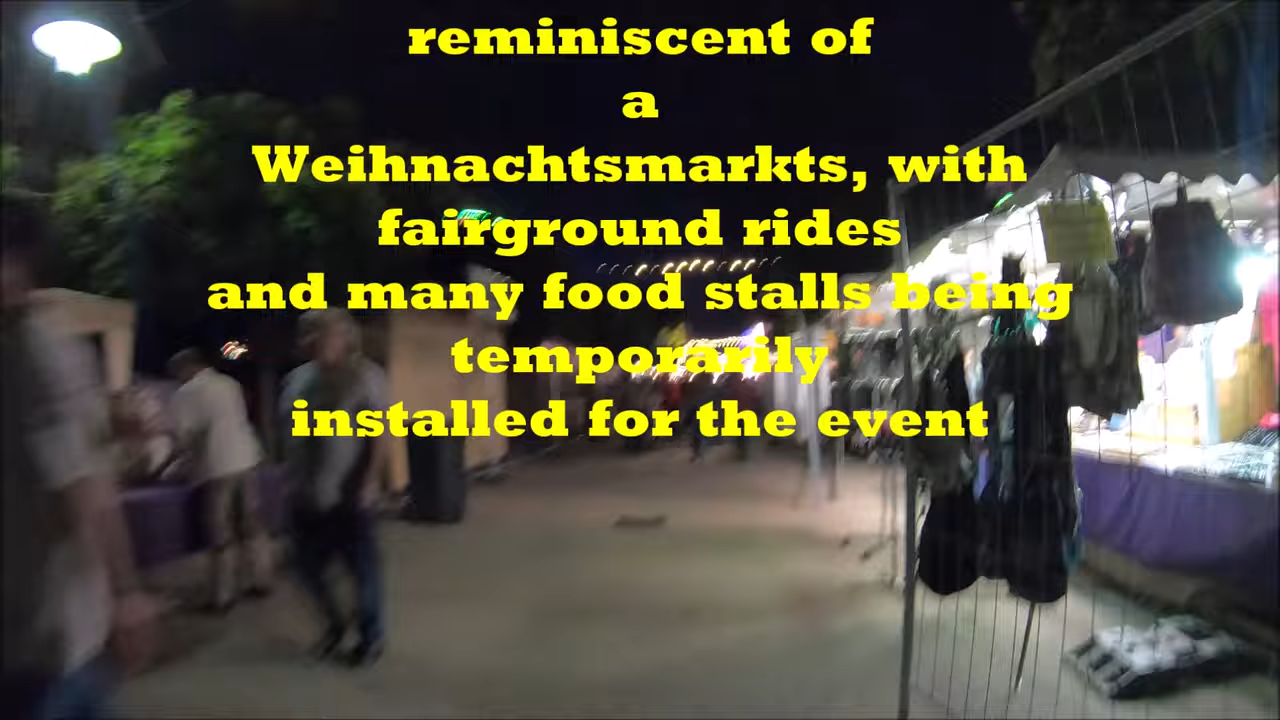 reminiscent of
a
Weihnachtsmarkts, with
fairground rides
and many food stalls being
temporarily
installed for the event